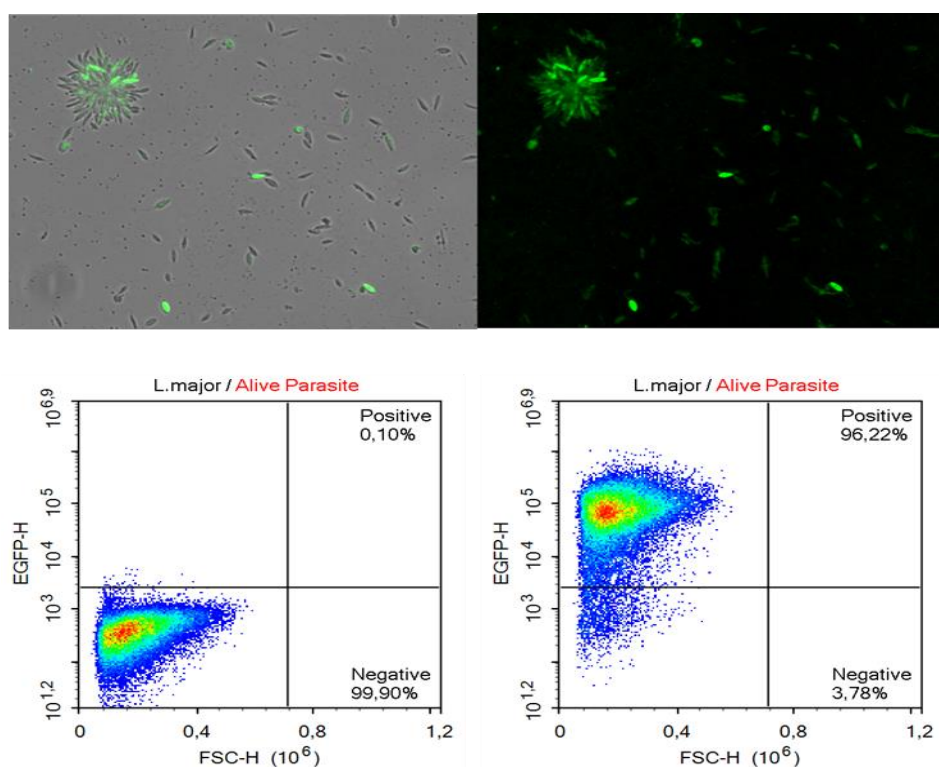 L.major / Alive Parasite
Positive
0,10%
Negative
99,90%
EGFP-H
10^6,9
10^5
10^4
10^3
10^1,2
0
0,4
0,8
1,2
FSC-H (10^6)
L.major / Alive Parasite
Positive
96,22%
Negative
3,78%
EGFP-H
10^6,9
10^5
10^4
10^3
10^1,2
0
0,4
0,8
1,2
FSC-H (10^6)